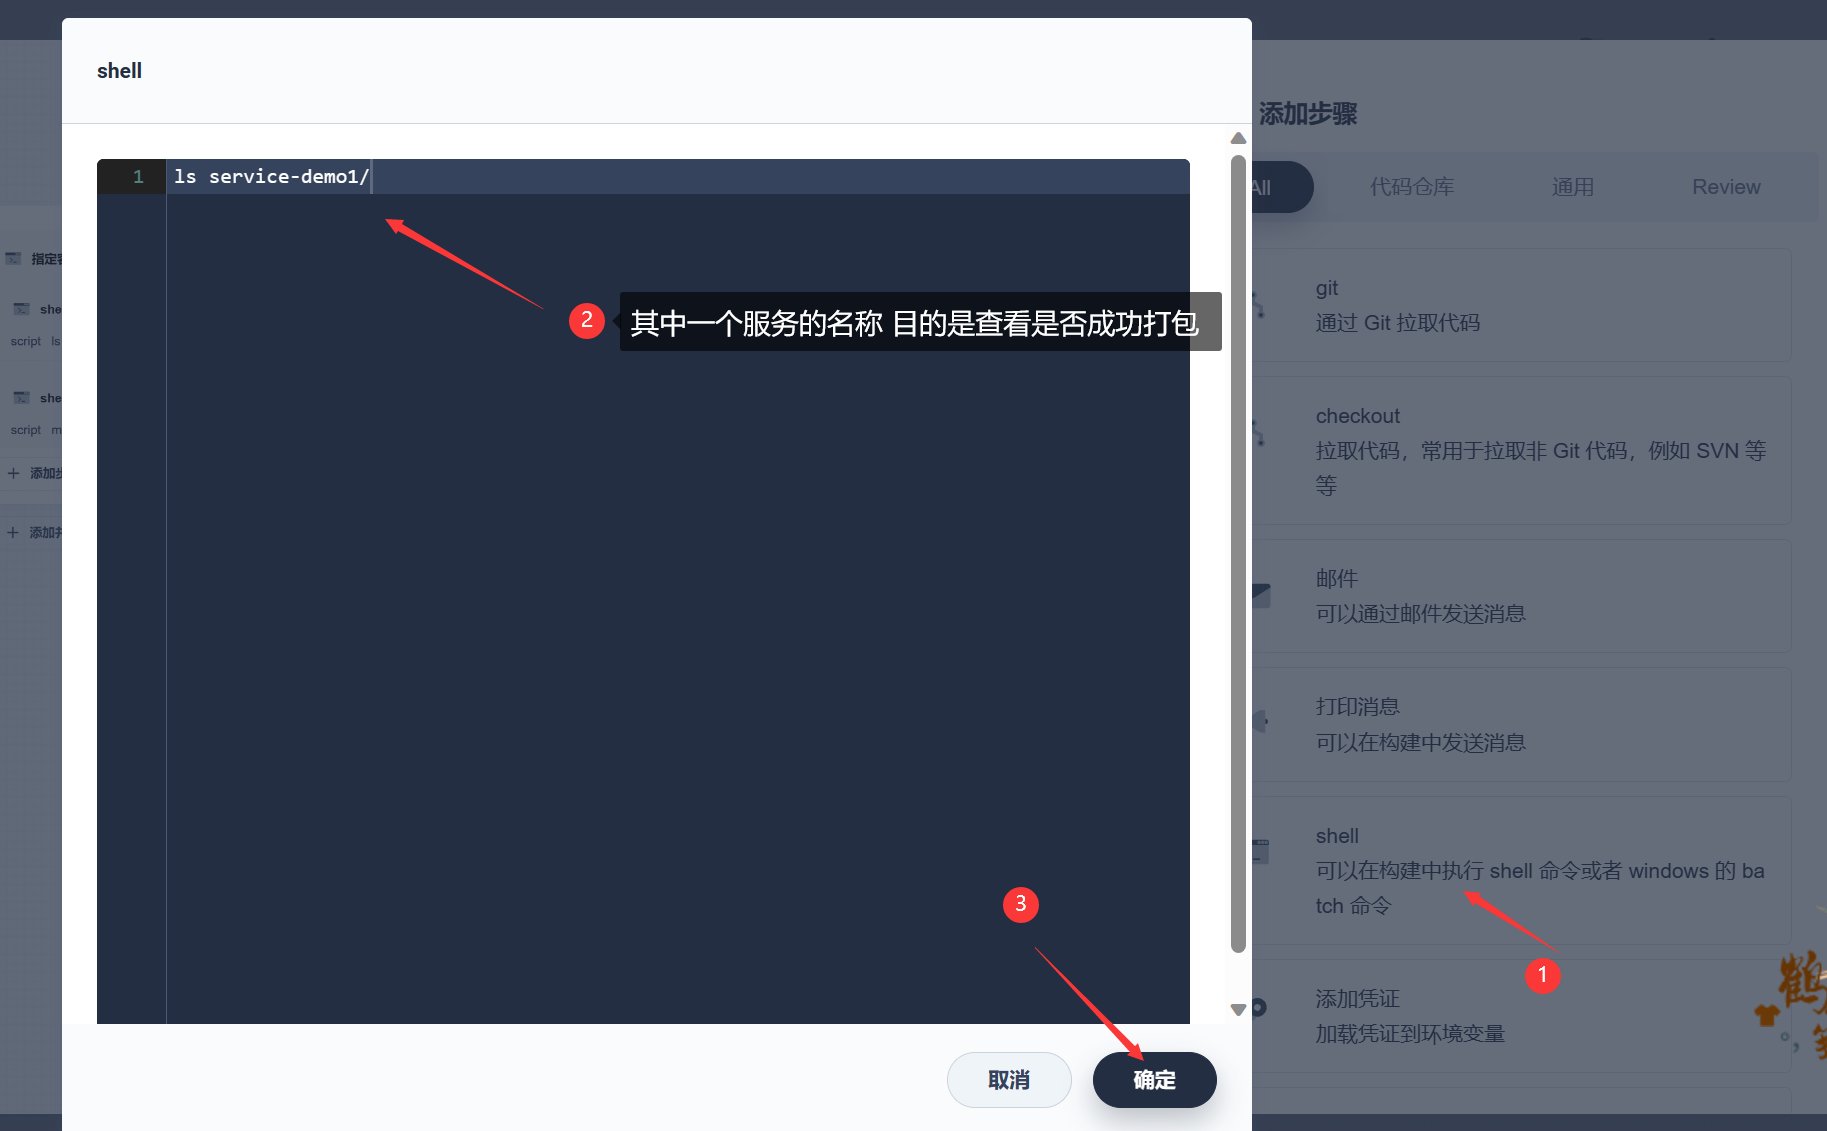 shell
1
ls service-demo1/
2
其中一个服务的名称 目的是查看是否成功打包
3
取消
确定
指定
she
script ls
she
script m
添加
添加
添加步骤
All
代码仓库
通用
Review
git
通过 Git 拉取代码
checkout
拉取代码，常用于拉取非 Git 代码，例如 SVN 等
等
邮件
可以通过邮件发送消息
打印消息
可以在构建中发送消息
shell
可以在构建中执行 shell 命令或者 windows 的 ba
tch 命令
1
添加凭证
加载凭证到环境变量
鹤